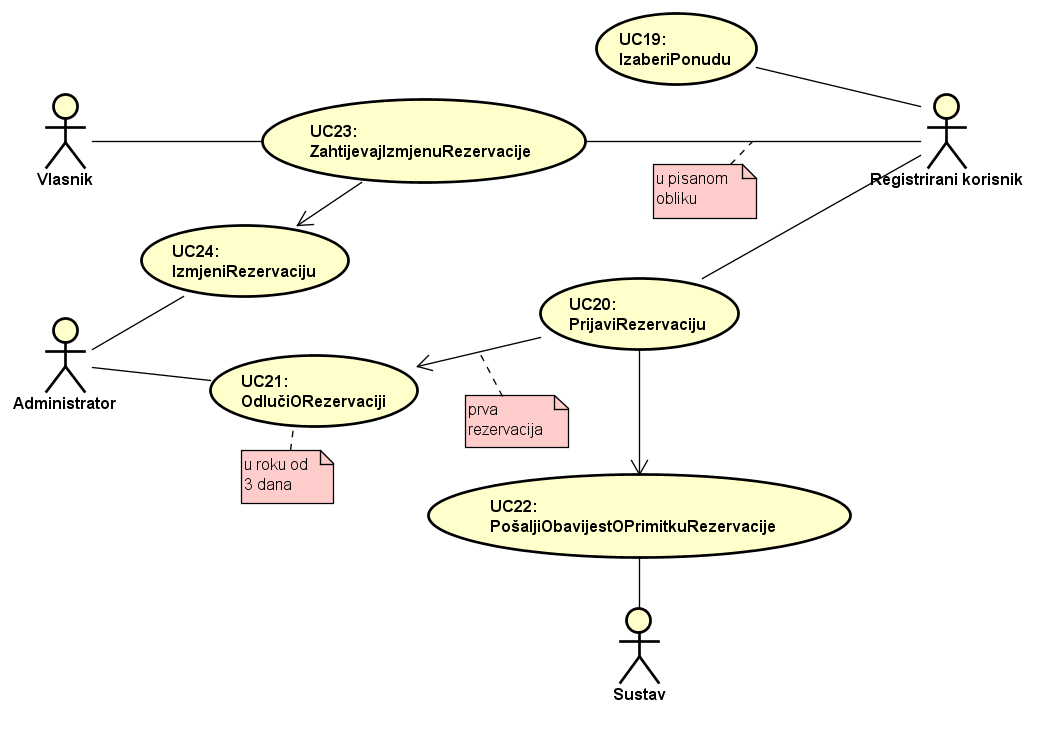 UC19:
IzaberiPonudu
UC23:
ZahtijevajIzmjenuRezervacije
Vlasnik
Registrirani korisnik
u pisanom
obliku
UC24:
IzmjeniRezervaciju
UC20:
PrijaviRezervaciju
Administrator
UC21:
OdlučiORezervaciji
prva
rezervacija
u roku od
3 dana
UC22:
PošaljiObavijestOPrimitkuRezervacije
Sustav